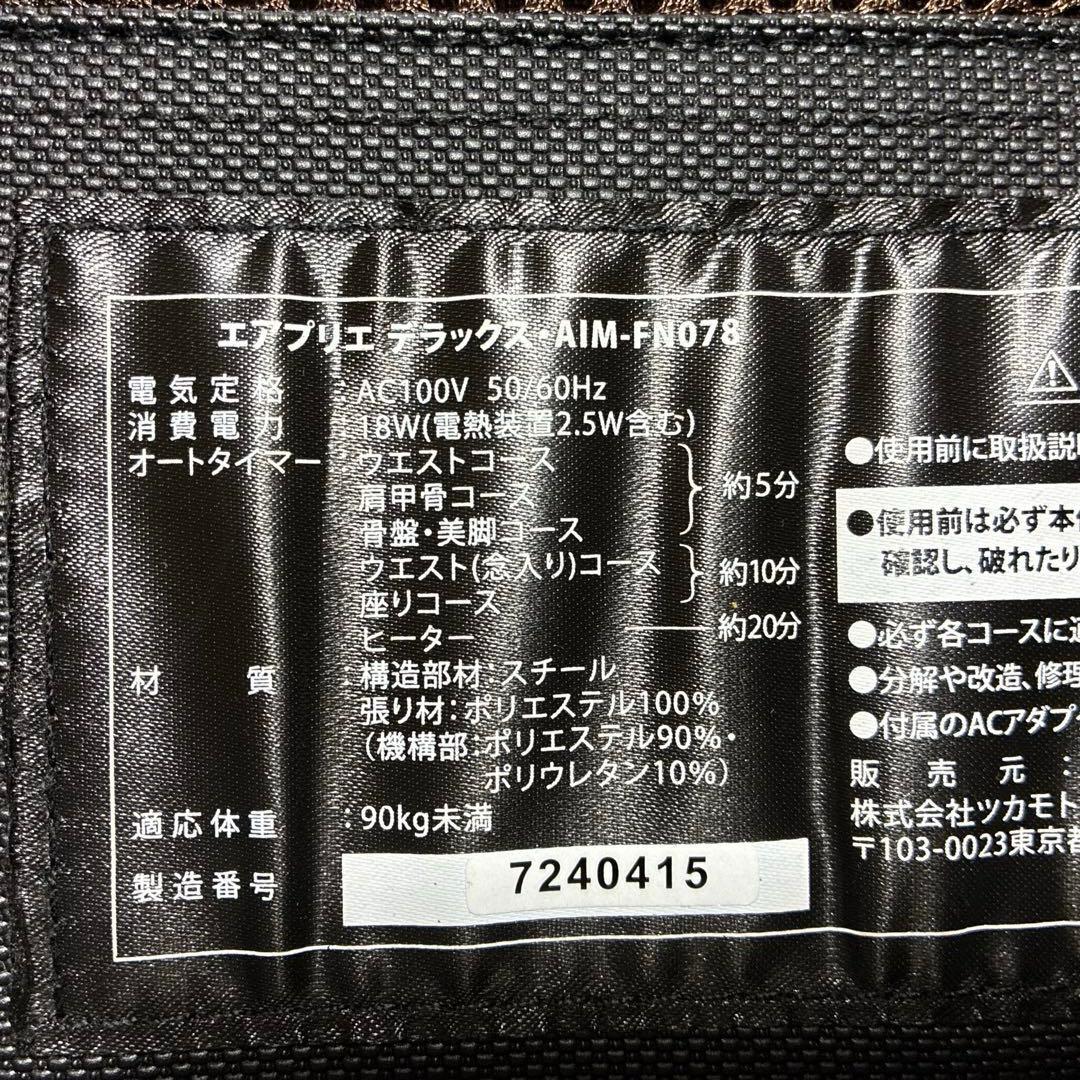 エアプリエ デラックス・AIM-FN078
電気定格:AC100V 50/60Hz
消費電力:18W(電熱装置2.5W含む)
オートタイマー:ウエストコース
肩甲骨コース
骨盤・美脚コース
約5分
ウエスト(念入り)コース
座りコース
約10分
ヒーター 約20分
材質:構造部材:スチール
張り材:ポリエステル100%
(機構部:ポリエステル90%・
ポリウレタン10%)
適応体重:90kg未満
製造番号 7240415
●使用前に取扱説
●使用前は必ず本
確認し、破れたり
●必ず各コースに
●分解や改造、修理
●付属のACアダプ
販売元:
株式会社ツカモト
〒103-0023東京都